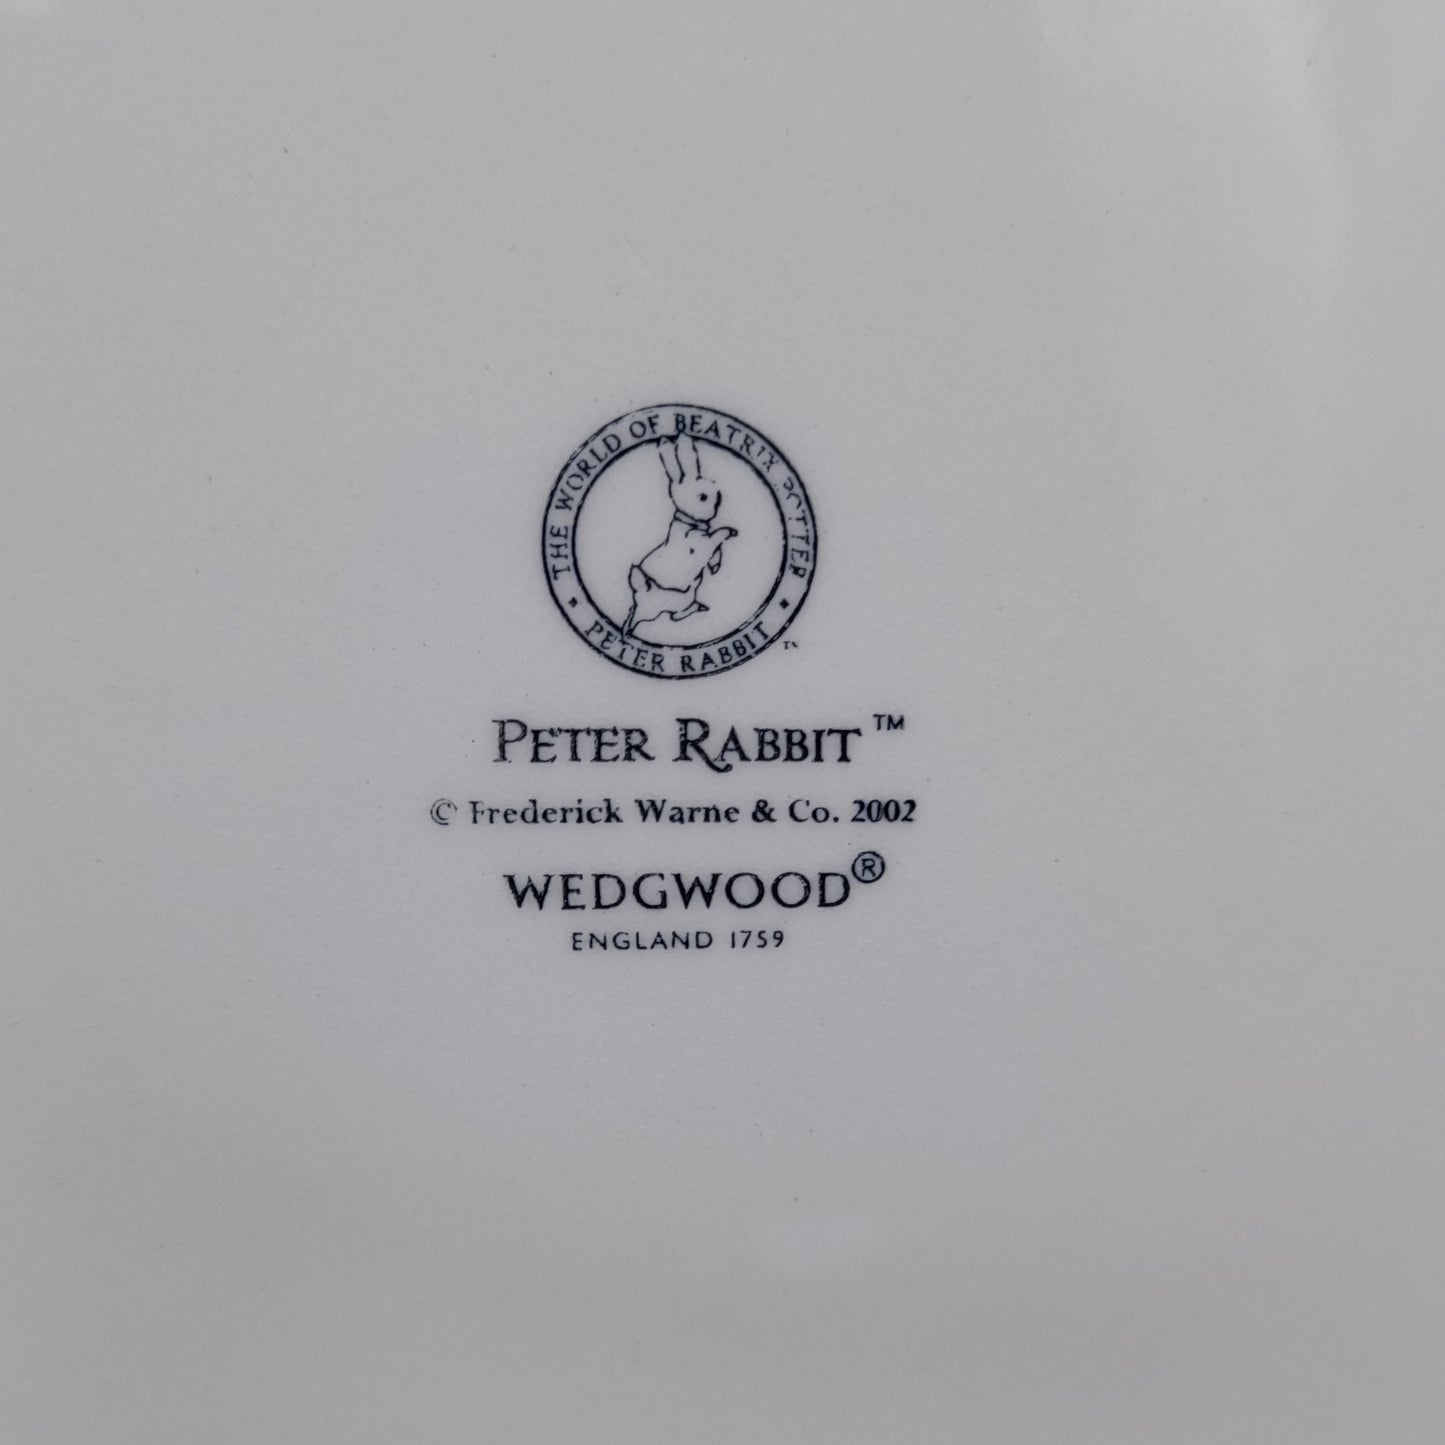 THE WORLD OF BEATRIX POTTER
• PETER RABBIT •
TM
PETER RABBIT™
© Frederick Warne & Co. 2002
WEDGWOOD®
ENGLAND 1759